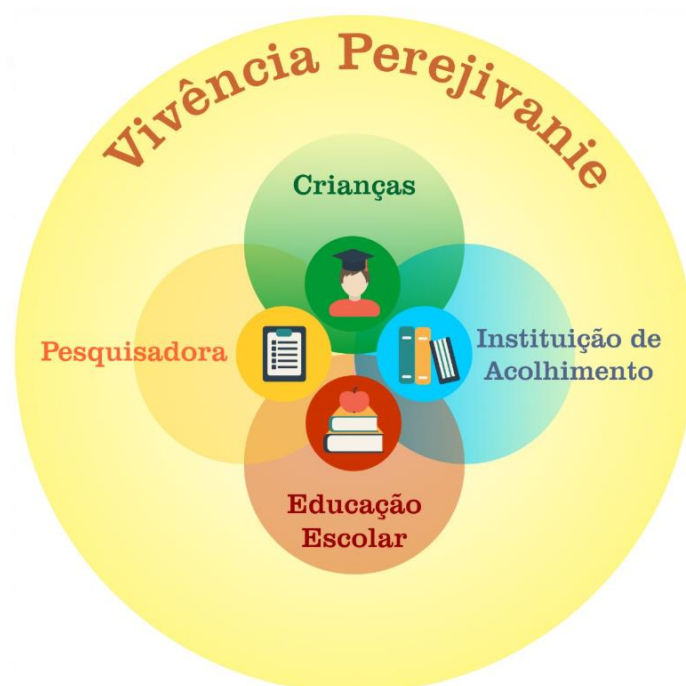 Vivência Perejivanie
Crianças
Pesquisadora
Instituição de
Acolhimento
Educação
Escolar